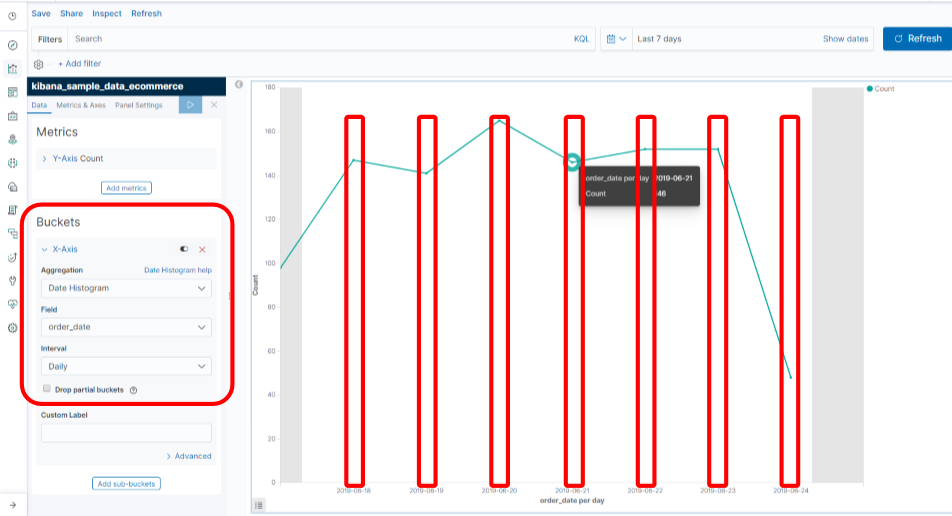 Save Share Inspect Refresh
Filters Search KQL Last 7 days Show dates Refresh
+ Add filter
kibana_sample_data_ecommerce
Data Metrics & Axes Panel Settings
Metrics
Y-Axis Count
Add metrics
Buckets
X-Axis
Aggregation Date Histogram help
Date Histogram
Field
order_date
Interval
Daily
Drop partial buckets
Custom Label
Advanced
Add sub-buckets
Count
180
160
140
120
100
80
60
40
20
0
Count
order_date per day 2019-06-21
Count 46
2019-06-18 2019-06-19 2019-06-20 2019-06-21 2019-06-22 2019-06-23 2019-06-24
order_date per day